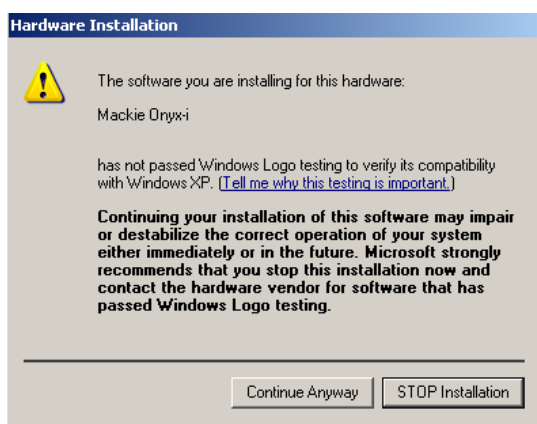 Hardware Installation
The software you are installing for this hardware:
Mackie Onyx-i
has not passed Windows Logo testing to verify its compatibility
with Windows XP. (Tell me why this testing is important.)
Continuing your installation of this software may impair
or destabilize the correct operation of your system
either immediately or in the future. Microsoft strongly
recommends that you stop this installation now and
contact the hardware vendor for software that has
passed Windows Logo testing.
Continue Anyway STOP Installation